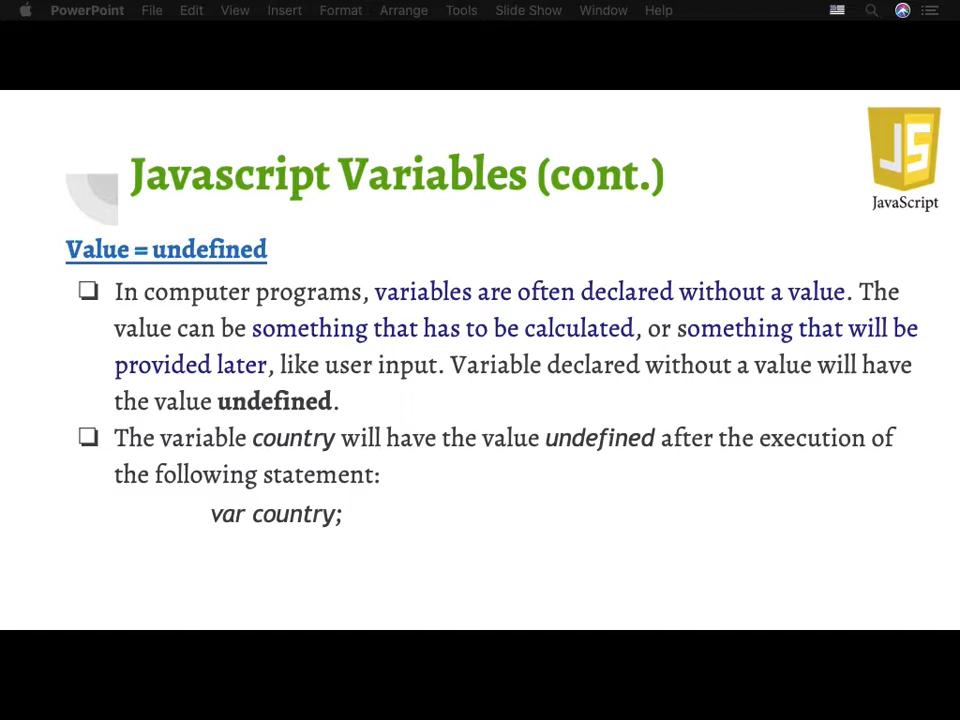 PowerPoint File Edit View Insert Format Arrange Tools Slide Show Window Help
JS
JavaScript
Javascript Variables (cont.)
Value = undefined
❏ In computer programs, variables are often declared without a value. The
value can be something that has to be calculated, or something that will be
provided later, like user input. Variable declared without a value will have
the value undefined.
❏ The variable country will have the value undefined after the execution of
the following statement:
var country;